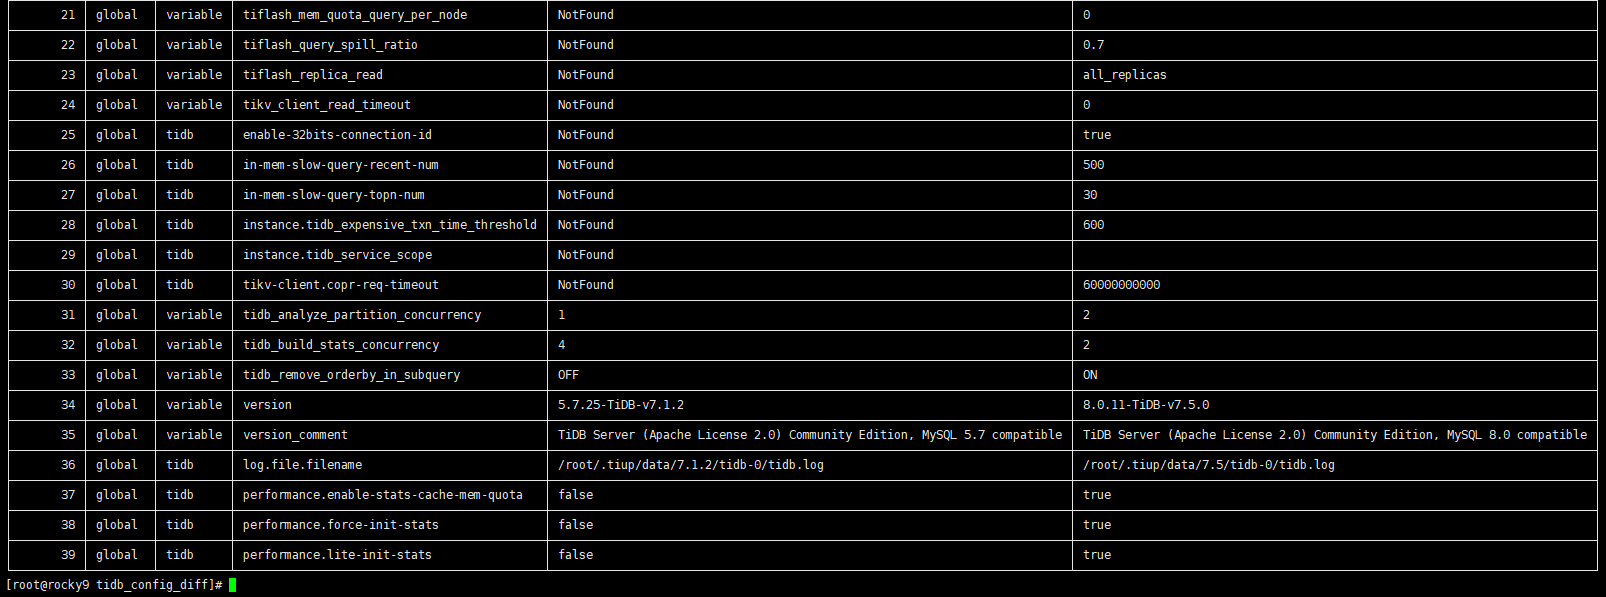 21 global variable tiflash_mem_quota_query_per_node NotFound 0
22 global variable tiflash_query_spill_ratio NotFound 0.7
23 global variable tiflash_replica_read NotFound all_replicas
24 global variable tikv_client_read_timeout NotFound 0
25 global tidb enable-32bits-connection-id NotFound true
26 global tidb in-mem-slow-query-recent-num NotFound 500
27 global tidb in-mem-slow-query-topn-num NotFound 30
28 global tidb instance.tidb_expensive_txn_time_threshold NotFound 600
29 global tidb instance.tidb_service_scope NotFound
30 global tidb tikv-client.copr-req-timeout NotFound 60000000000
31 global variable tidb_analyze_partition_concurrency 1 2
32 global variable tidb_build_stats_concurrency 4 2
33 global variable tidb_remove_orderby_in_subquery OFF ON
34 global variable version 5.7.25-TiDB-v7.1.2 8.0.11-TiDB-v7.5.0
35 global variable version_comment TiDB Server (Apache License 2.0) Community Edition, MySQL 5.7 compatible TiDB Server (Apache License 2.0) Community Edition, MySQL 8.0 compatible
36 global tidb log.file.filename /root/.tiup/data/7.1.2/tidb-0/tidb.log /root/.tiup/data/7.5/tidb-0/tidb.log
37 global tidb performance.enable-stats-cache-mem-quota false true
38 global tidb performance.force-init-stats false true
39 global tidb performance.lite-init-stats false true
[root@rocky9 tidb_config_diff]#